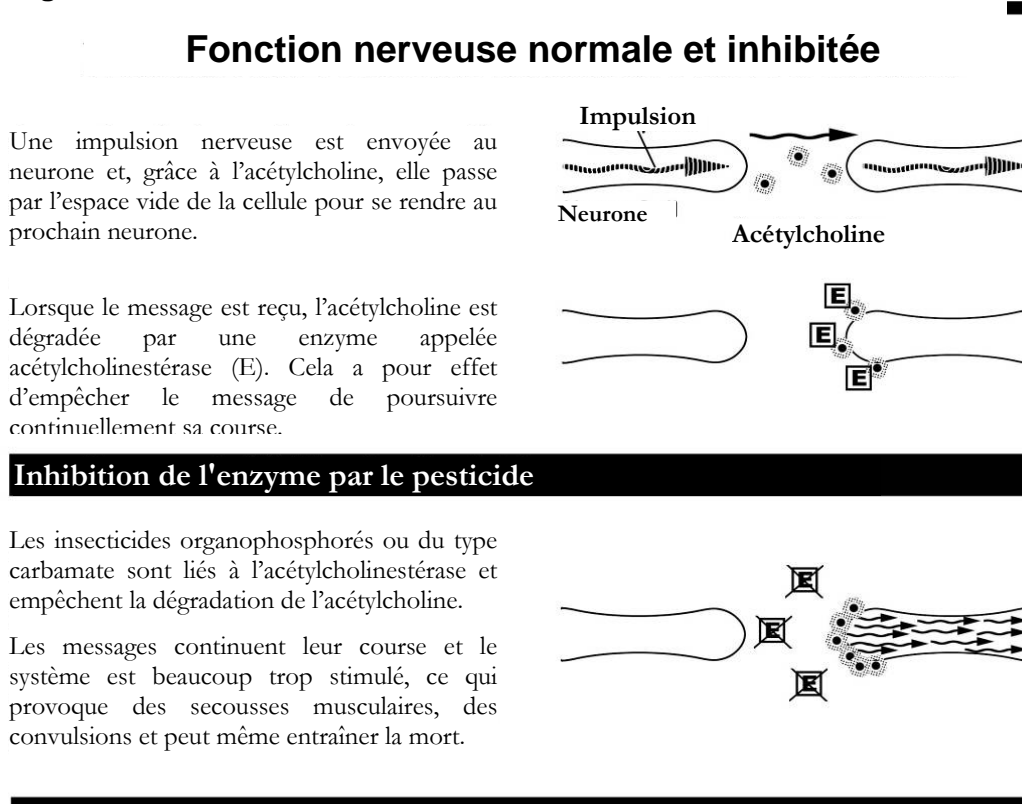 Fonction nerveuse normale et inhibitée
Une impulsion nerveuse est envoyée au
neurone et, grâce à l’acétylcholine, elle passe
par l’espace vide de la cellule pour se rendre au
prochain neurone.
Impulsion
Neurone
Acétylcholine
Lorsque le message est reçu, l’acétylcholine est
dégradée par une enzyme appelée
acétylcholinestérase (E). Cela a pour effet
d’empêcher le message de poursuivre
continuellement sa course.
E
E
E
Inhibition de l'enzyme par le pesticide
Les insecticides organophosphorés ou du type
carbamate sont liés à l’acétylcholinestérase et
empêchent la dégradation de l’acétylcholine.
Les messages continuent leur course et le
système est beaucoup trop stimulé, ce qui
provoque des secousses musculaires, des
convulsions et peut même entraîner la mort.
E
E
E